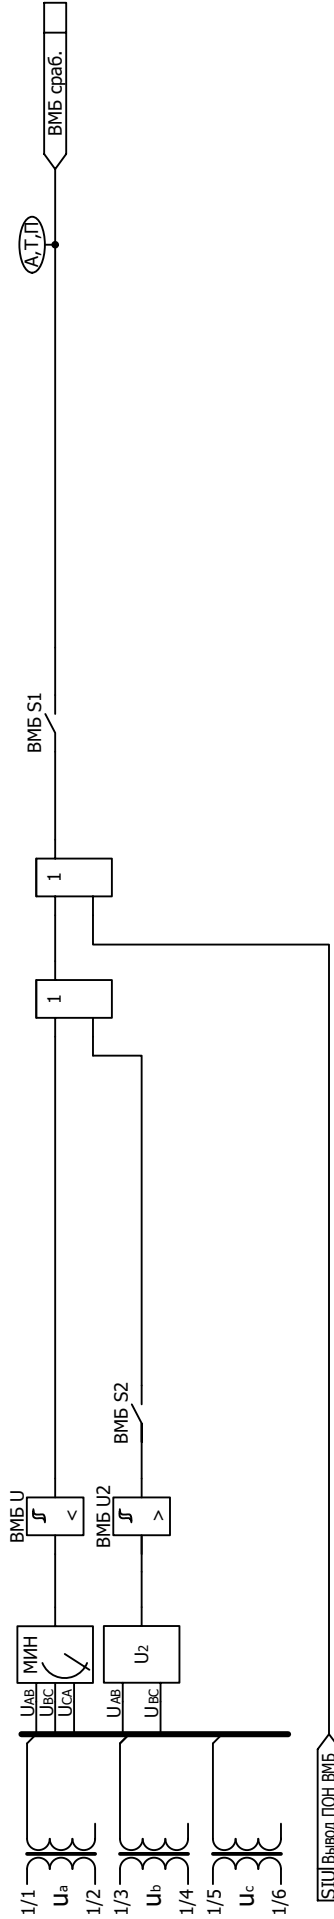 ВМБ сраб.
А,Т,П
ВМБ S1
1
1
ВМБ S2
ВМБ U
<
ВМБ U2
>
МИН
UAB
UBC
UCA
U2
UAB
UBC
1/1
ua
1/2
1/3
ub
1/4
1/5
uc
1/6
SIU Вывод ПОН ВМБ